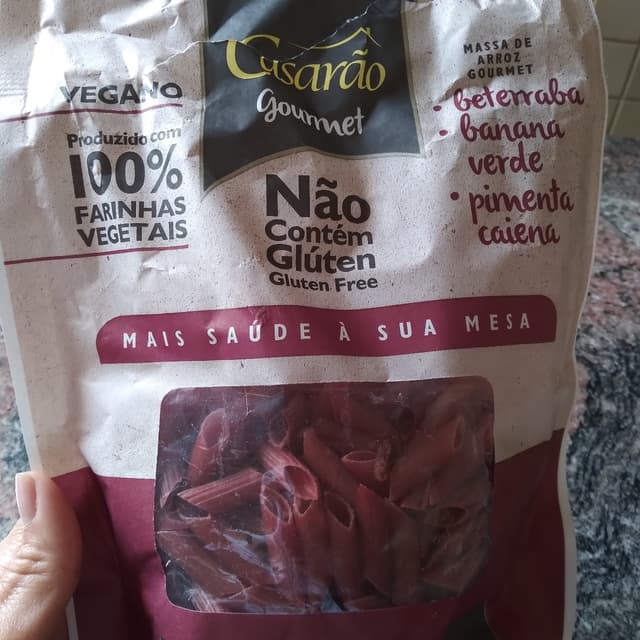 Casarão
Gourmet
VEGANO
Produzido com
100%
FARINHAS
VEGETAIS
Não
Contém
Glúten
Gluten Free
MASSA DE
ARROZ
GOURMET
• beterraba
• banana
verde
• pimenta
caiena
MAIS SAÚDE À SUA MESA